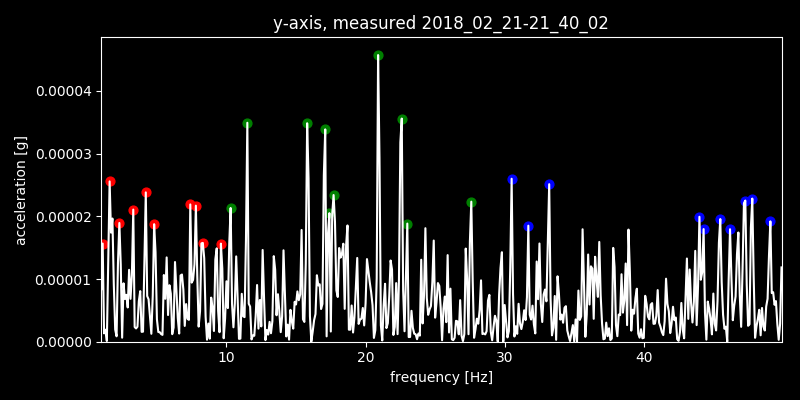 y-axis, measured 2018_02_21-21_40_02
0.00004
0.00003
0.00002
0.00001
0.00000
acceleration [g]
10 20 30 40
frequency [Hz]